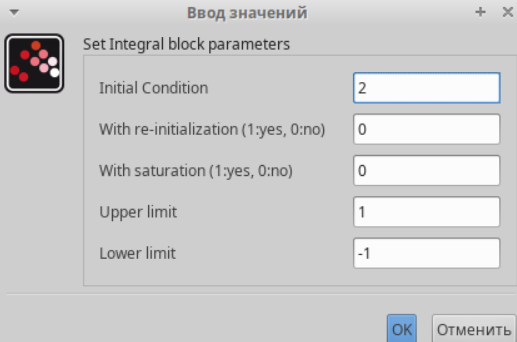 Ввод значений
Set Integral block parameters
Initial Condition 2
With re-initialization (1:yes, 0:no) 0
With saturation (1:yes, 0:no) 0
Upper limit 1
Lower limit -1
OK Отменить